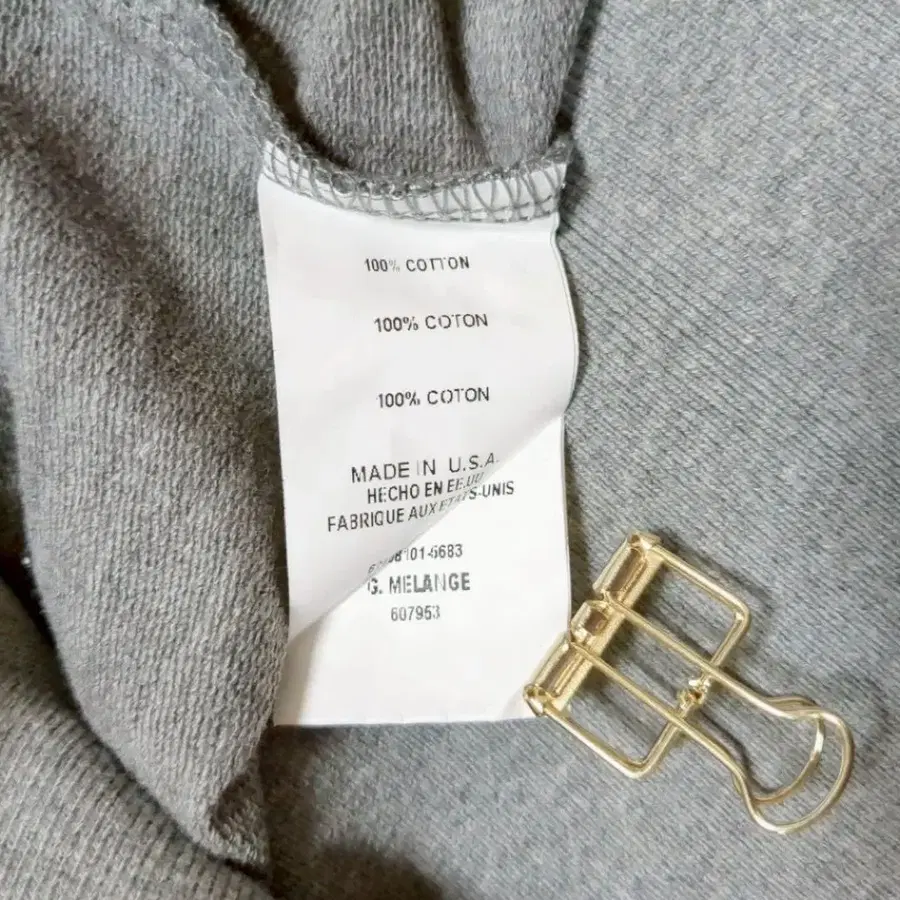 100% COTTON
100% COTON
100% COTON
MADE IN U.S.A.
HECHO EN EE.UU
FABRIQUE AUX ETATS-UNIS
G. MELANGE
607953